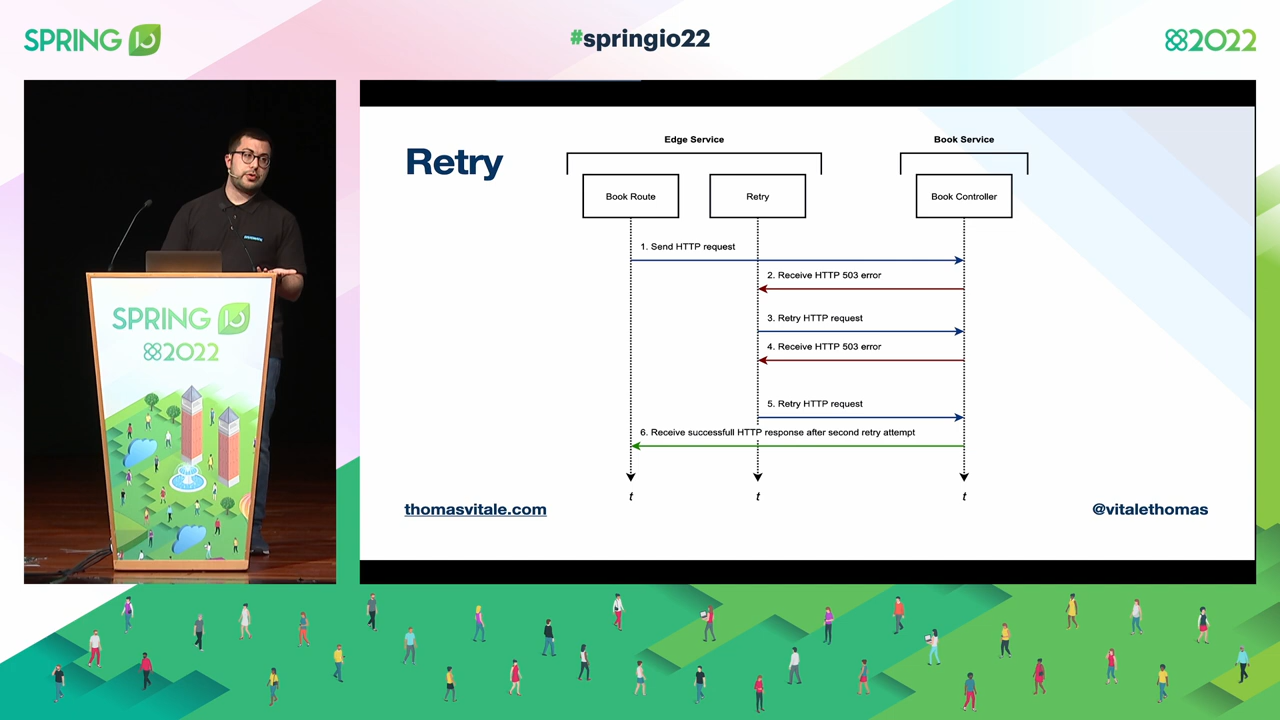 SPRING IO
#springio22
2022
SPRING IO
2022
Retry
Edge Service
Book Service
Book Route
Retry
Book Controller
1. Send HTTP request
2. Receive HTTP 503 error
3. Retry HTTP request
4. Receive HTTP 503 error
5. Retry HTTP request
6. Receive successfull HTTP response after second retry attempt
t
t
t
thomasvitale.com
@vitalethomas